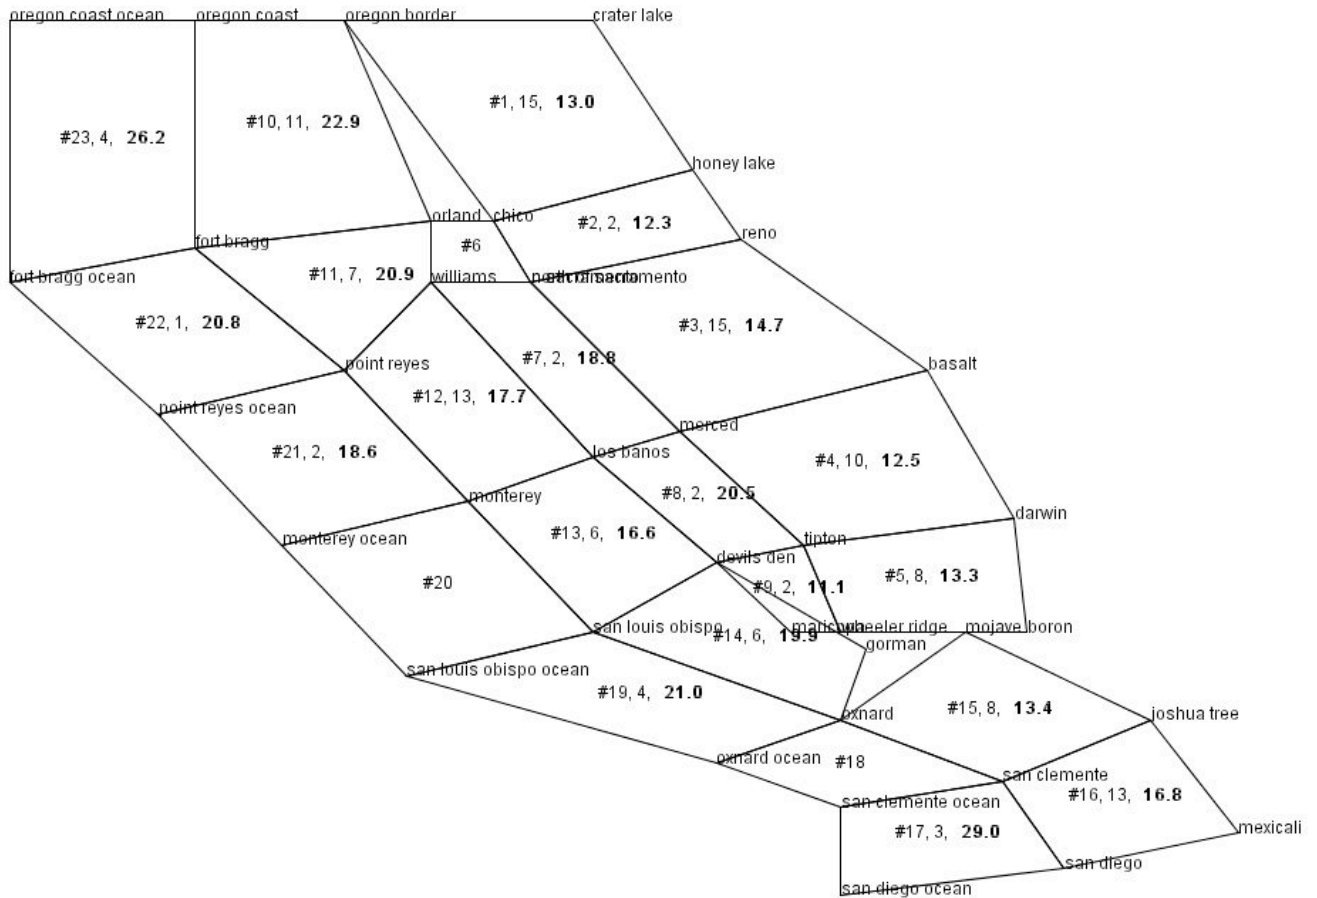 oregon coast ocean
oregon coast
oregon border
crater lake
#1, 15, 13.0
#10, 11, 22.9
#23, 4, 26.2
honey lake
orland
chico
#2, 2, 12.3
reno
fort bragg
#6
fort bragg ocean
#11, 7, 20.9
williams
sacramento
#22, 1, 20.8
#3, 15, 14.7
#7, 2, 18.8
point reyes
basalt
#12, 13, 17.7
point reyes ocean
merced
#21, 2, 18.6
los banos
#4, 10, 12.5
#8, 2, 20.5
monterey
darwin
monterey ocean
#13, 6, 16.6
tipton
devils den
#20
#9, 2, 11.1
#5, 8, 13.3
san louis obispo
#14, 6, 19.9
maricopa
wheeler ridge
mojave
boron
gorman
san louis obispo ocean
#19, 4, 21.0
oxnard
#15, 8, 13.4
joshua tree
oxnard ocean
#18
san clemente
#16, 13, 16.8
san clemente ocean
#17, 3, 29.0
mexicali
san diego
san diego ocean